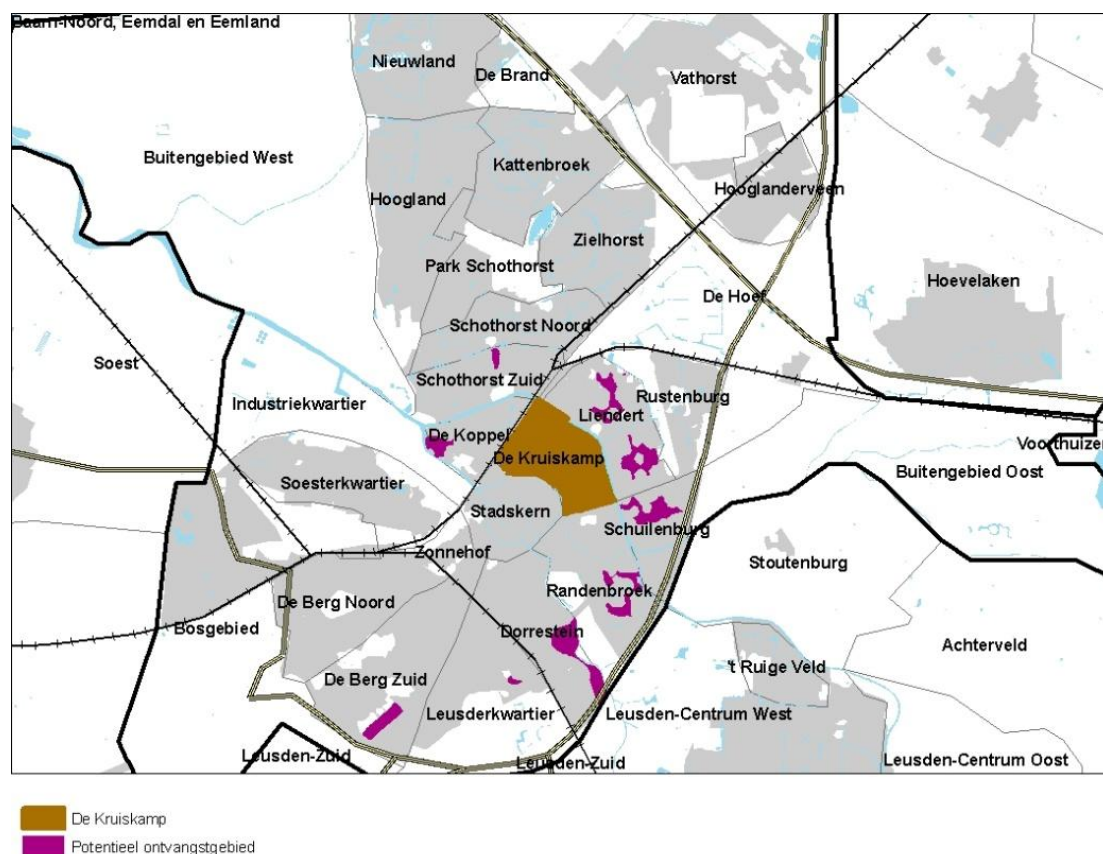 Baarn-Noord, Eemdal en Eemland
Nieuwland
De Brand
Vathorst
Buitengebied West
Kattenbroek
Hooglanderveen
Hoogland
Zielhorst
Park Schothorst
Hoevelaken
De Hoef
Schothorst Noord
Soest
Schothorst Zuid
Rustenburg
Industriekwartier
Liendert
De Koppel
Voorthuizen
De Kruiskamp
Buitengebied Oost
Soesterkwartier
Stadskern
Schuilenburg
Zonnehof
Stoutenburg
Randenbroek
De Berg Noord
Bosgebied
Dorrestein
Achterveld
't Ruige Veld
De Berg Zuid
Leusderkwartier
Leusden-Centrum West
Leusden-Zuid
Leusden-Zuid
Leusden-Centrum Oost
De Kruiskamp
Potentieel ontvangstgebied